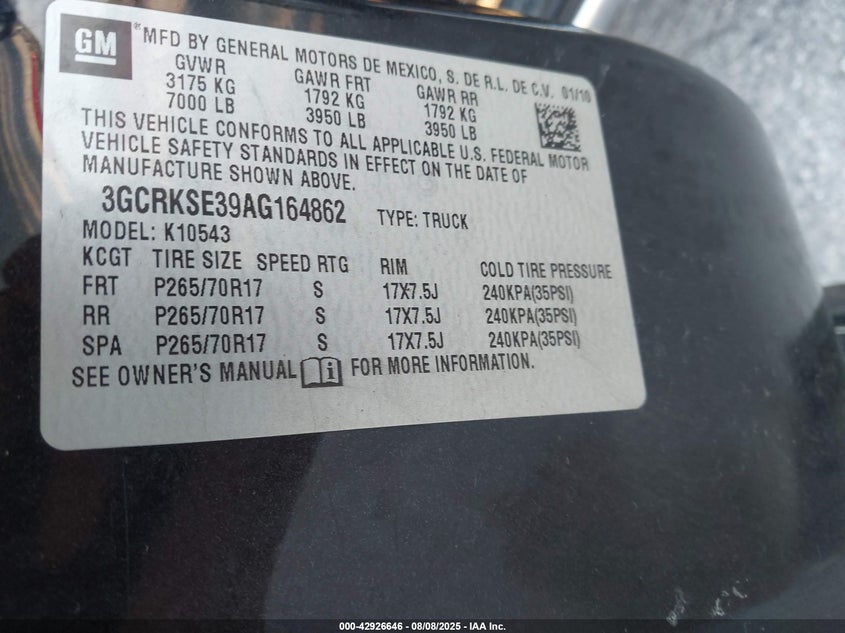 GM
MFD BY GENERAL MOTORS DE MEXICO, S. DE R.L. DE C.V. 01/10
GVWR GAWR FRT GAWR RR
3175 KG 1792 KG 1792 KG
7000 LB 3950 LB 3950 LB
THIS VEHICLE CONFORMS TO ALL APPLICABLE U.S. FEDERAL MOTOR
VEHICLE SAFETY STANDARDS IN EFFECT ON THE DATE OF
MANUFACTURE SHOWN ABOVE.
3GCRKSE39AG164862 TYPE: TRUCK
MODEL: K10543
KCGT TIRE SIZE SPEED RTG RIM COLD TIRE PRESSURE
FRT P265/70R17 S 17X7.5J 240KPA(35PSI)
RR P265/70R17 S 17X7.5J 240KPA(35PSI)
SPA P265/70R17 S 17X7.5J 240KPA(35PSI)
SEE OWNER'S MANUAL FOR MORE INFORMATION.
000-42926646 - 08/08/2025 - IAA Inc.